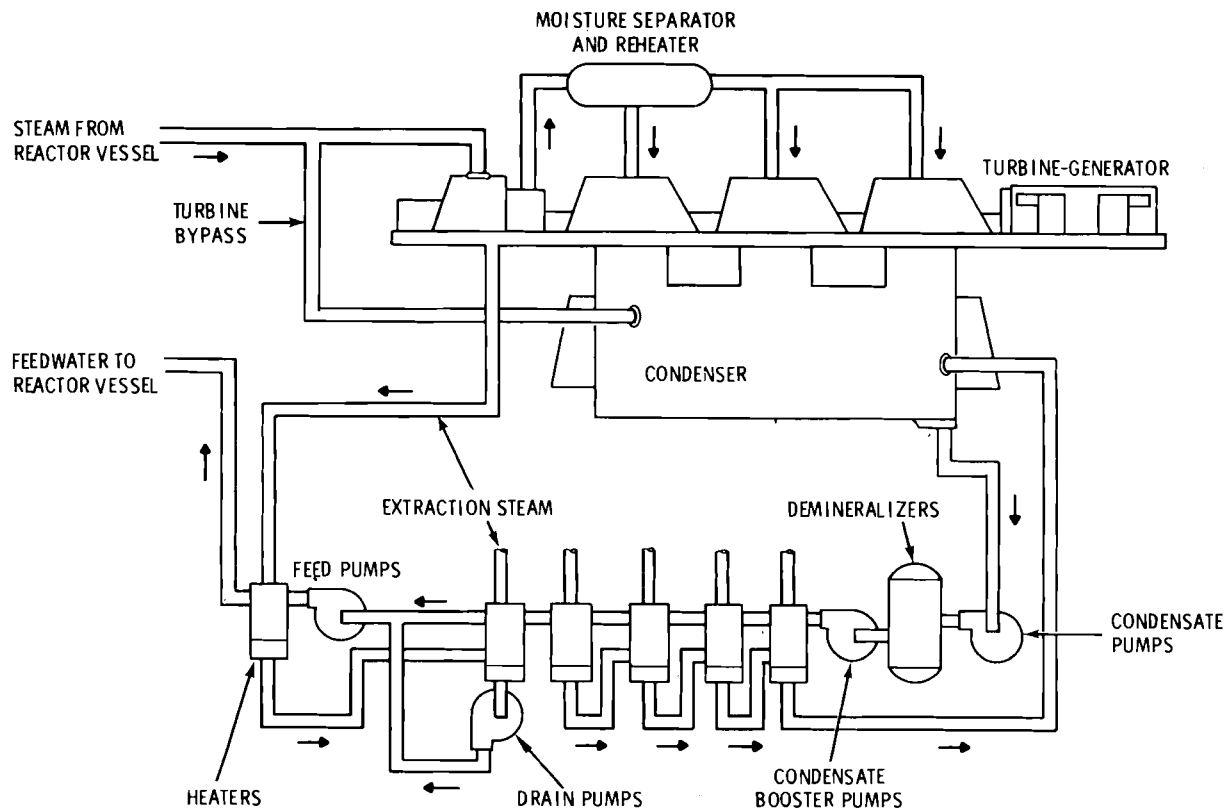 MOISTURE SEPARATOR
AND REHEATER
STEAM FROM
REACTOR VESSEL
TURBINE-GENERATOR
TURBINE
BYPASS
FEEDWATER TO
REACTOR VESSEL
CONDENSER
EXTRACTION STEAM
DEMINERALIZERS
FEED PUMPS
CONDENSATE
PUMPS
HEATERS
DRAIN PUMPS
CONDENSATE
BOOSTER PUMPS